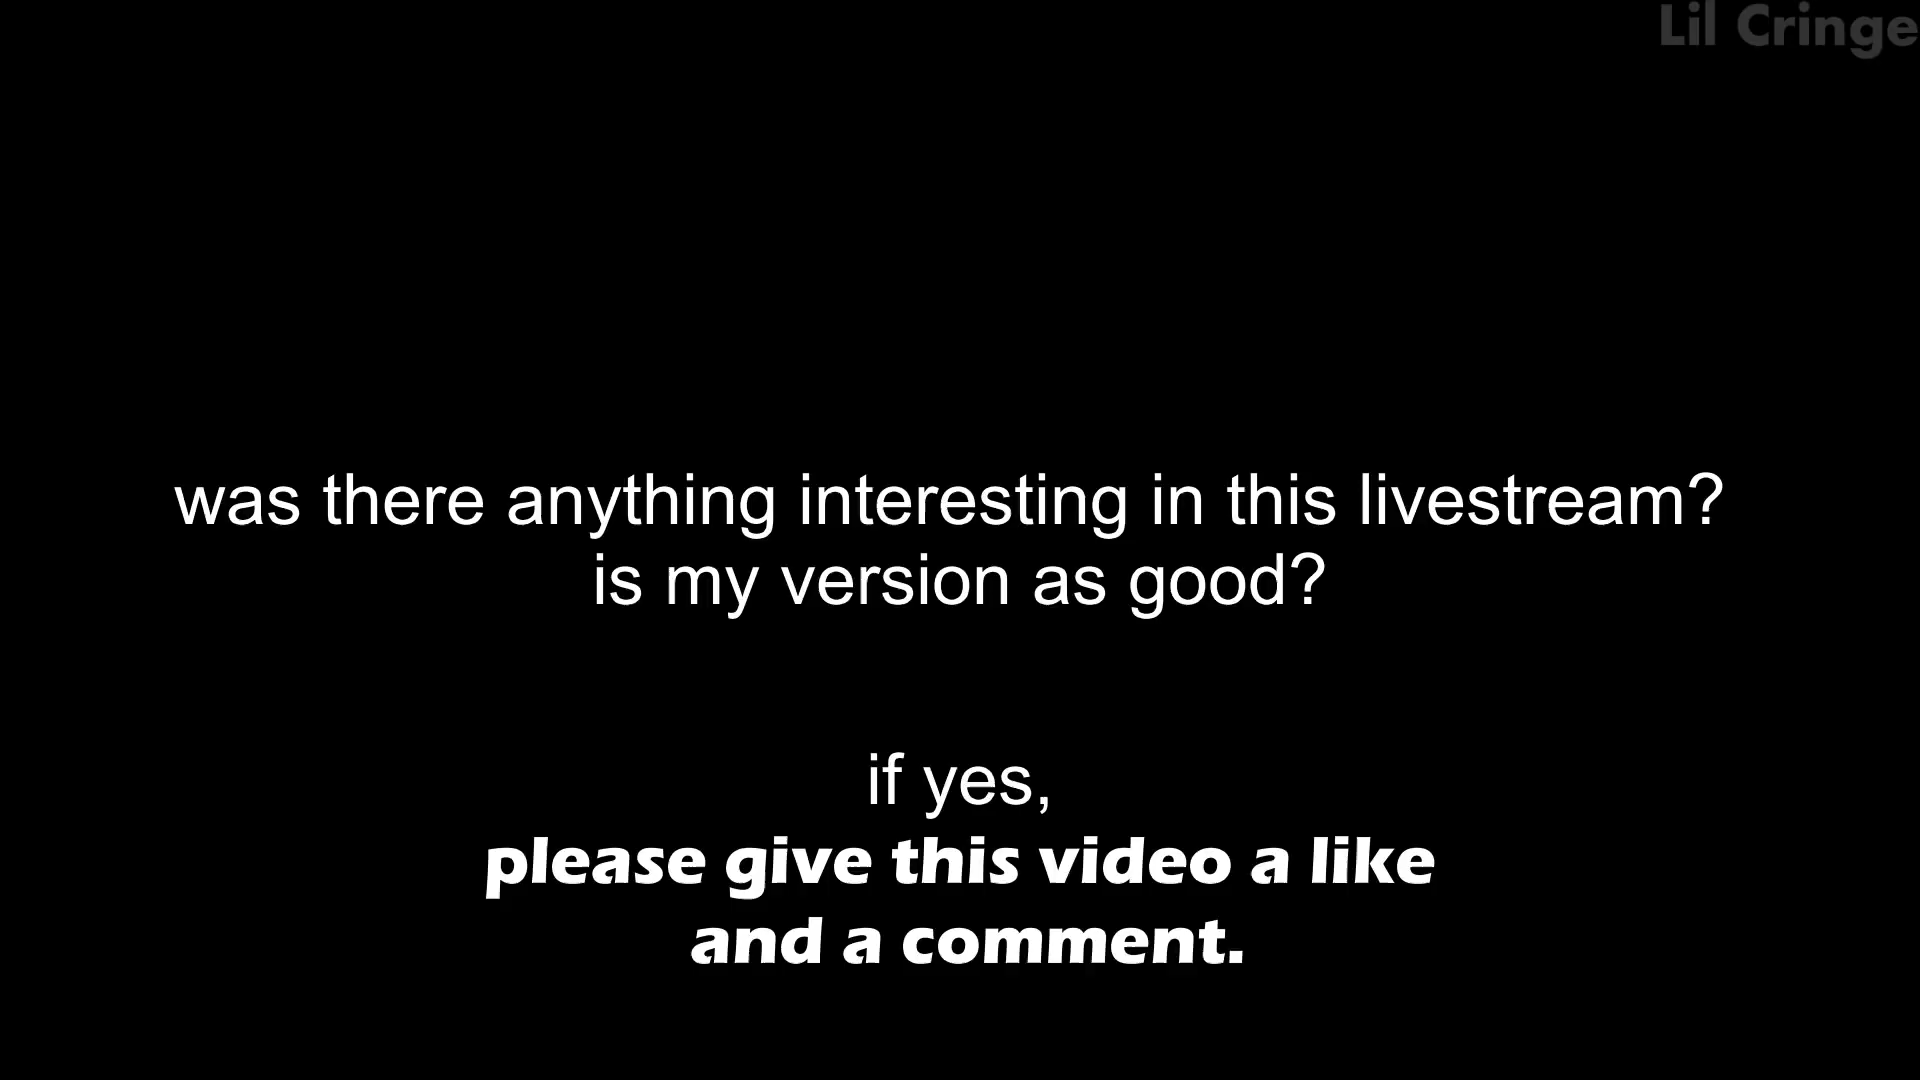 Lil Cringe
was there anything interesting in this livestream?
is my version as good?
if yes,
please give this video a like
and a comment.